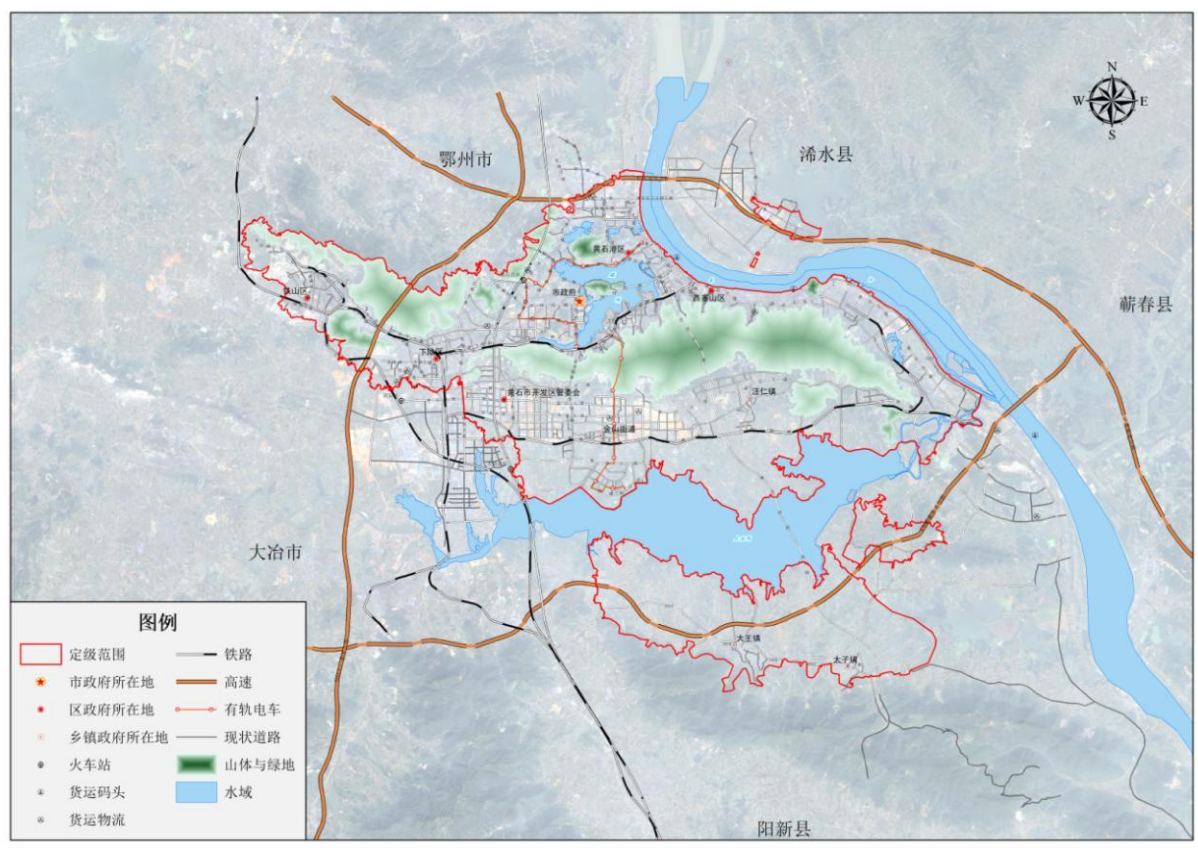 N
W E
S
鄂州市
浠水县
蕲春县
黄石港区
市政府
西塞山区
铁山区
下陆区
黄石市开发区管委会
汪仁镇
金山街道
大冶市
大王镇
太子镇
阳新县
图例
定级范围
铁路
市政府所在地
高速
区政府所在地
有轨电车
乡镇政府所在地
现状道路
火车站
山体与绿地
货运码头
水域
货运物流